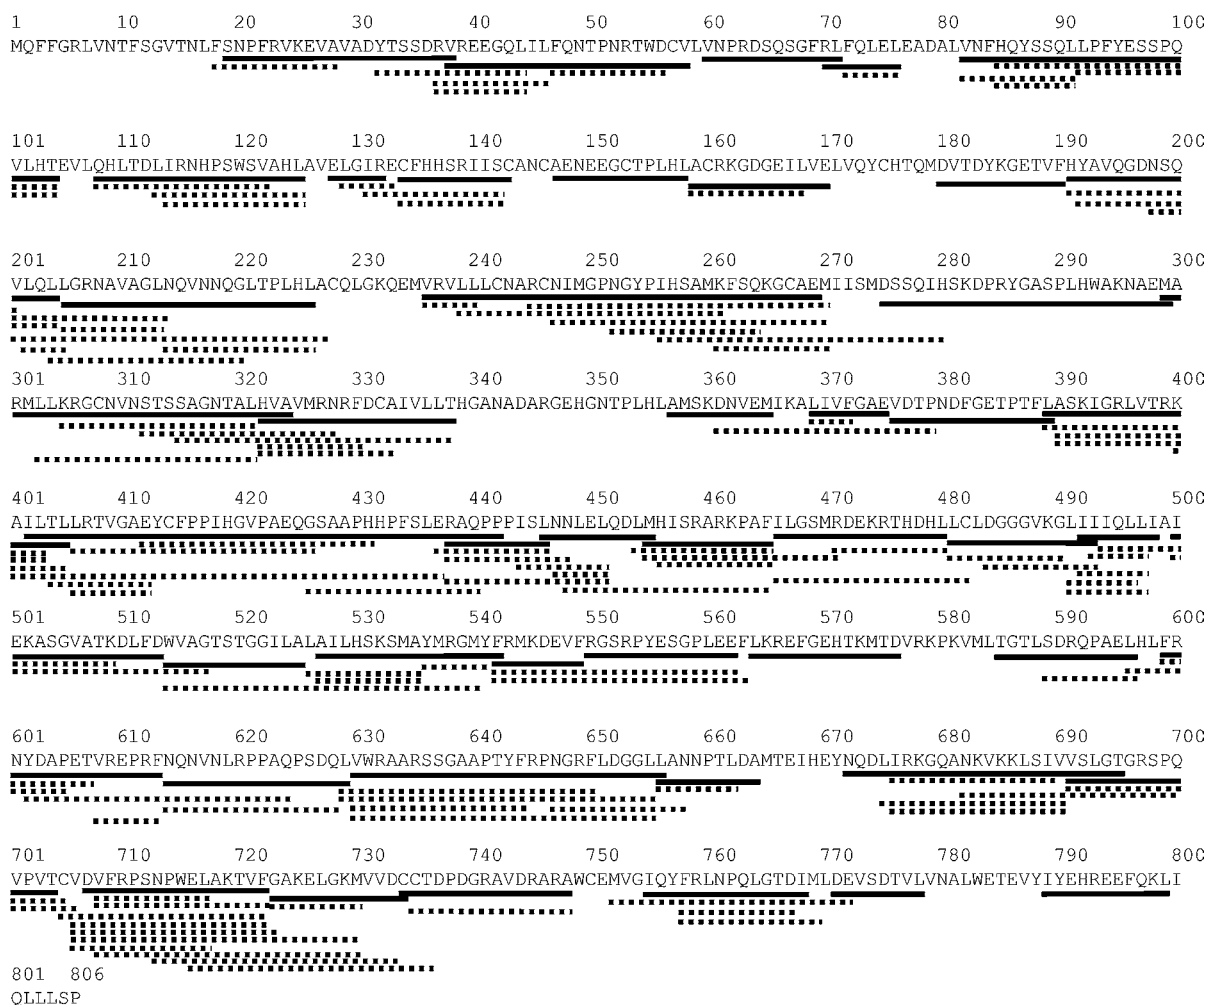 1 10 20 30 40 50 60 70 80 90 100
MQFFGRLVNTFSGVTNLFSNPFRVKEVAVADYTSSDRVREEGQLILFQNTPNRTWDCVLVNPRDSQSGFRLFQLELEADALVNFHQYSSQLLPFYESSPQ
101 110 120 130 140 150 160 170 180 190 200
VLHTEVLQHLTDLIRNHPSWSVAHLAVELGIRECFHHSRIISCANCAENEEGCTPLHLACRKGDGEILVELVQYCHTQMDVTDYKGETVFHYAVQGDNSQ
201 210 220 230 240 250 260 270 280 290 300
VLQLLGRNAVAGLNQVNNQGLTPLHLACQLGKQEMVRVLLLCNARCNIMGPNGYPIHSAMKFSQKGCAEMIISMDSSQIHSKDPRYGASPLHWAKNAEMA
301 310 320 330 340 350 360 370 380 390 400
RMLLKRGCNVNSTSSAGNTALHVAVMRNRFDCAIVLLTHGANADARGEHGNTPLHLAMSKDNVEMIKALIVFGAEVDTPNDFGETPTFLASKIGRLVTRK
401 410 420 430 440 450 460 470 480 490 500
AILTLLRTVGAEYCFPPIHGVPAEQGSAAPHHPFSLERAQPPPISLNNLELQDLMHISRARKPAFILGSMRDEKRTHDHLLCLDGGGVKGLIIIQLLIAI
501 510 520 530 540 550 560 570 580 590 600
EKASGVATKDLFDWVAGTSTGGILALAILHSKSMAYMRGMYFRMKDEVFRGSRPYESGPLEEFLKREFGEHTKMTDVRKPKVMLTGTLSDRQPAELHLFR
601 610 620 630 640 650 660 670 680 690 700
NYDAPETVREPRFNQNVNLRPPAQPSDQLVWRAARSSGAAPTYFRPNGRFLDGGLLANNPTLDAMTEIHEYNQDLIRKGQANKVKKLSIVVSLGTGRSPQ
701 710 720 730 740 750 760 770 780 790 800
VPVTCVDVFRPSNPWELAKTVFGAKELGKMVVDCCTDPDGRAVDRARAWCEMVGIQYFRLNPQLGTDIMLDEVSDTVLVNALWETEVYIYEHREEFQKLI
801 806
QLLLSP